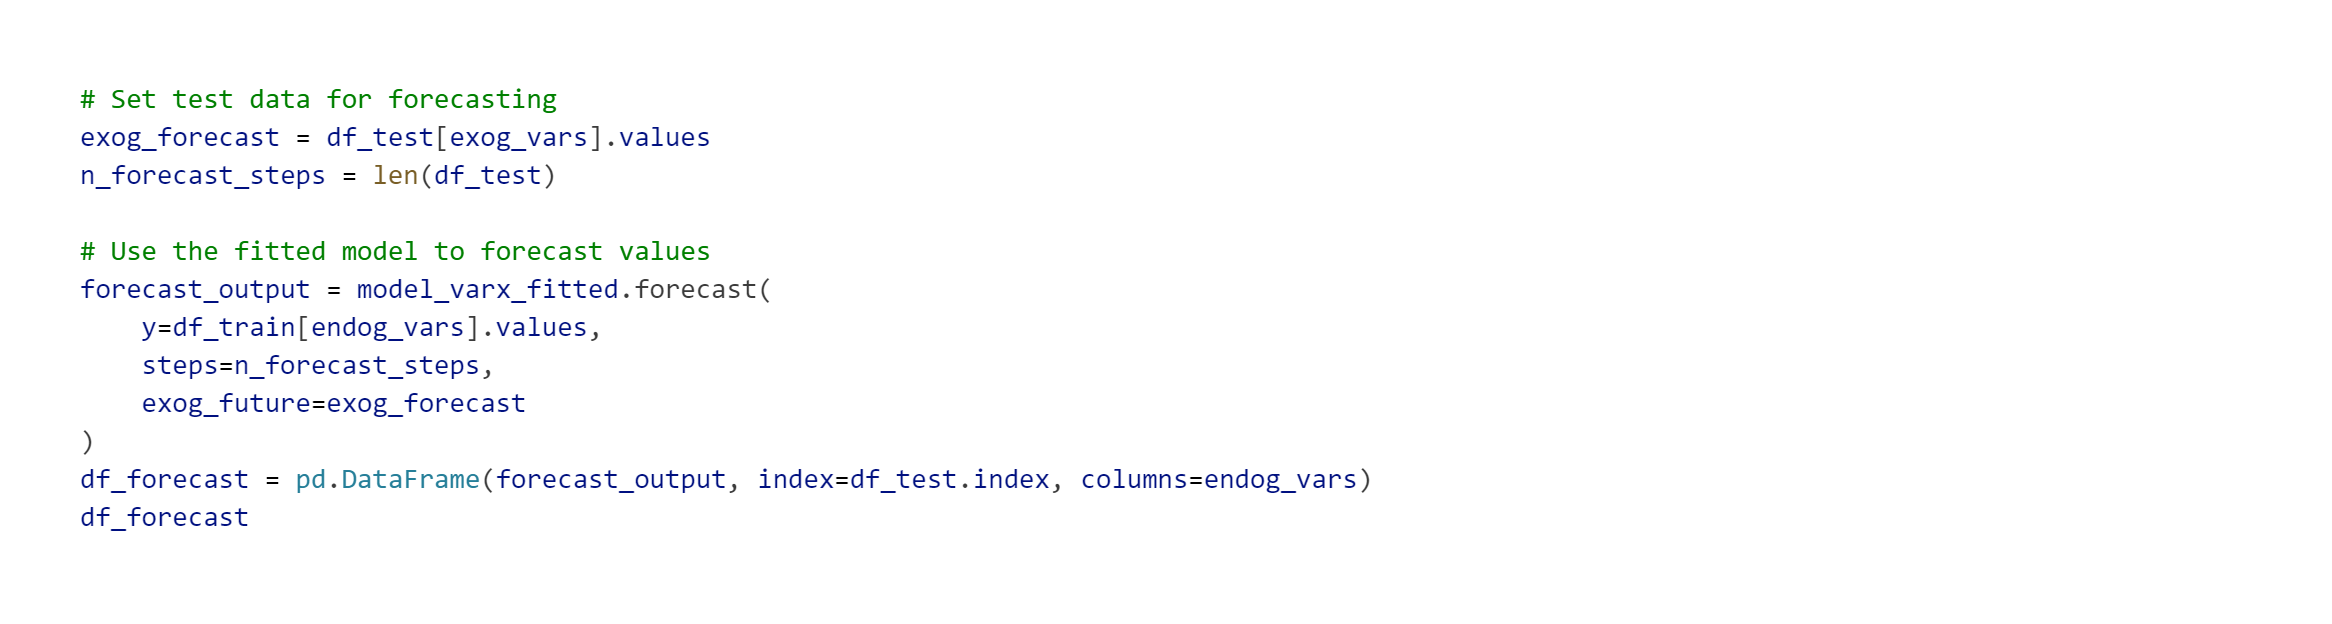 # Set test data for forecasting
exog_forecast = df_test[exog_vars].values
n_forecast_steps = len(df_test)

# Use the fitted model to forecast values
forecast_output = model_varx_fitted.forecast(
    y=df_train[endog_vars].values,
    steps=n_forecast_steps,
    exog_future=exog_forecast
)
df_forecast = pd.DataFrame(forecast_output, index=df_test.index, columns=endog_vars)
df_forecast